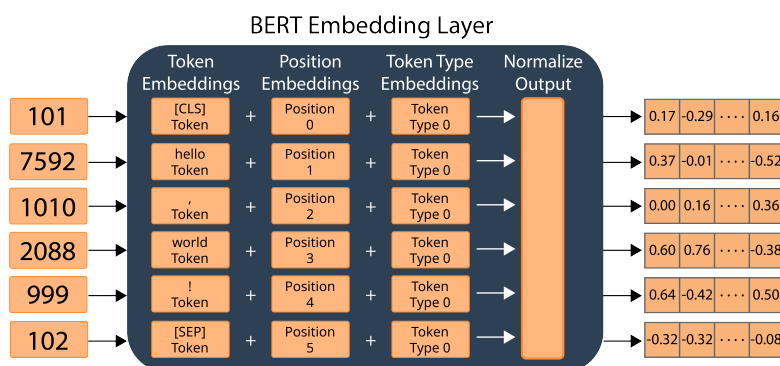 BERT Embedding Layer
Token Embeddings
Position Embeddings
Token Type Embeddings
Normalize Output
101
[CLS] Token
+
Position 0
+
Token Type 0
0.17 -0.29 ···· 0.16
7592
hello Token
+
Position 1
+
Token Type 0
0.37 -0.01 ···· -0.52
1010
, Token
+
Position 2
+
Token Type 0
0.00 0.16 ···· 0.36
2088
world Token
+
Position 3
+
Token Type 0
0.60 0.76 ···· -0.38
999
! Token
+
Position 4
+
Token Type 0
0.64 -0.42 ···· 0.50
102
[SEP] Token
+
Position 5
+
Token Type 0
-0.32 -0.32 ···· -0.08